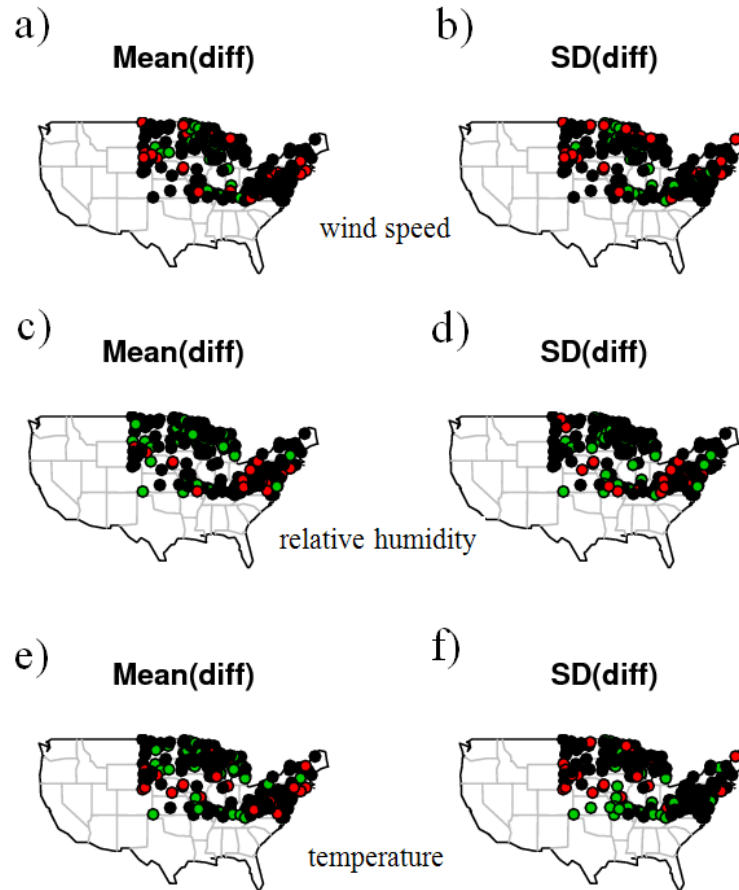 a)
b)
Mean(diff)
SD(diff)
wind speed
c)
d)
Mean(diff)
SD(diff)
relative humidity
e)
f)
Mean(diff)
SD(diff)
temperature